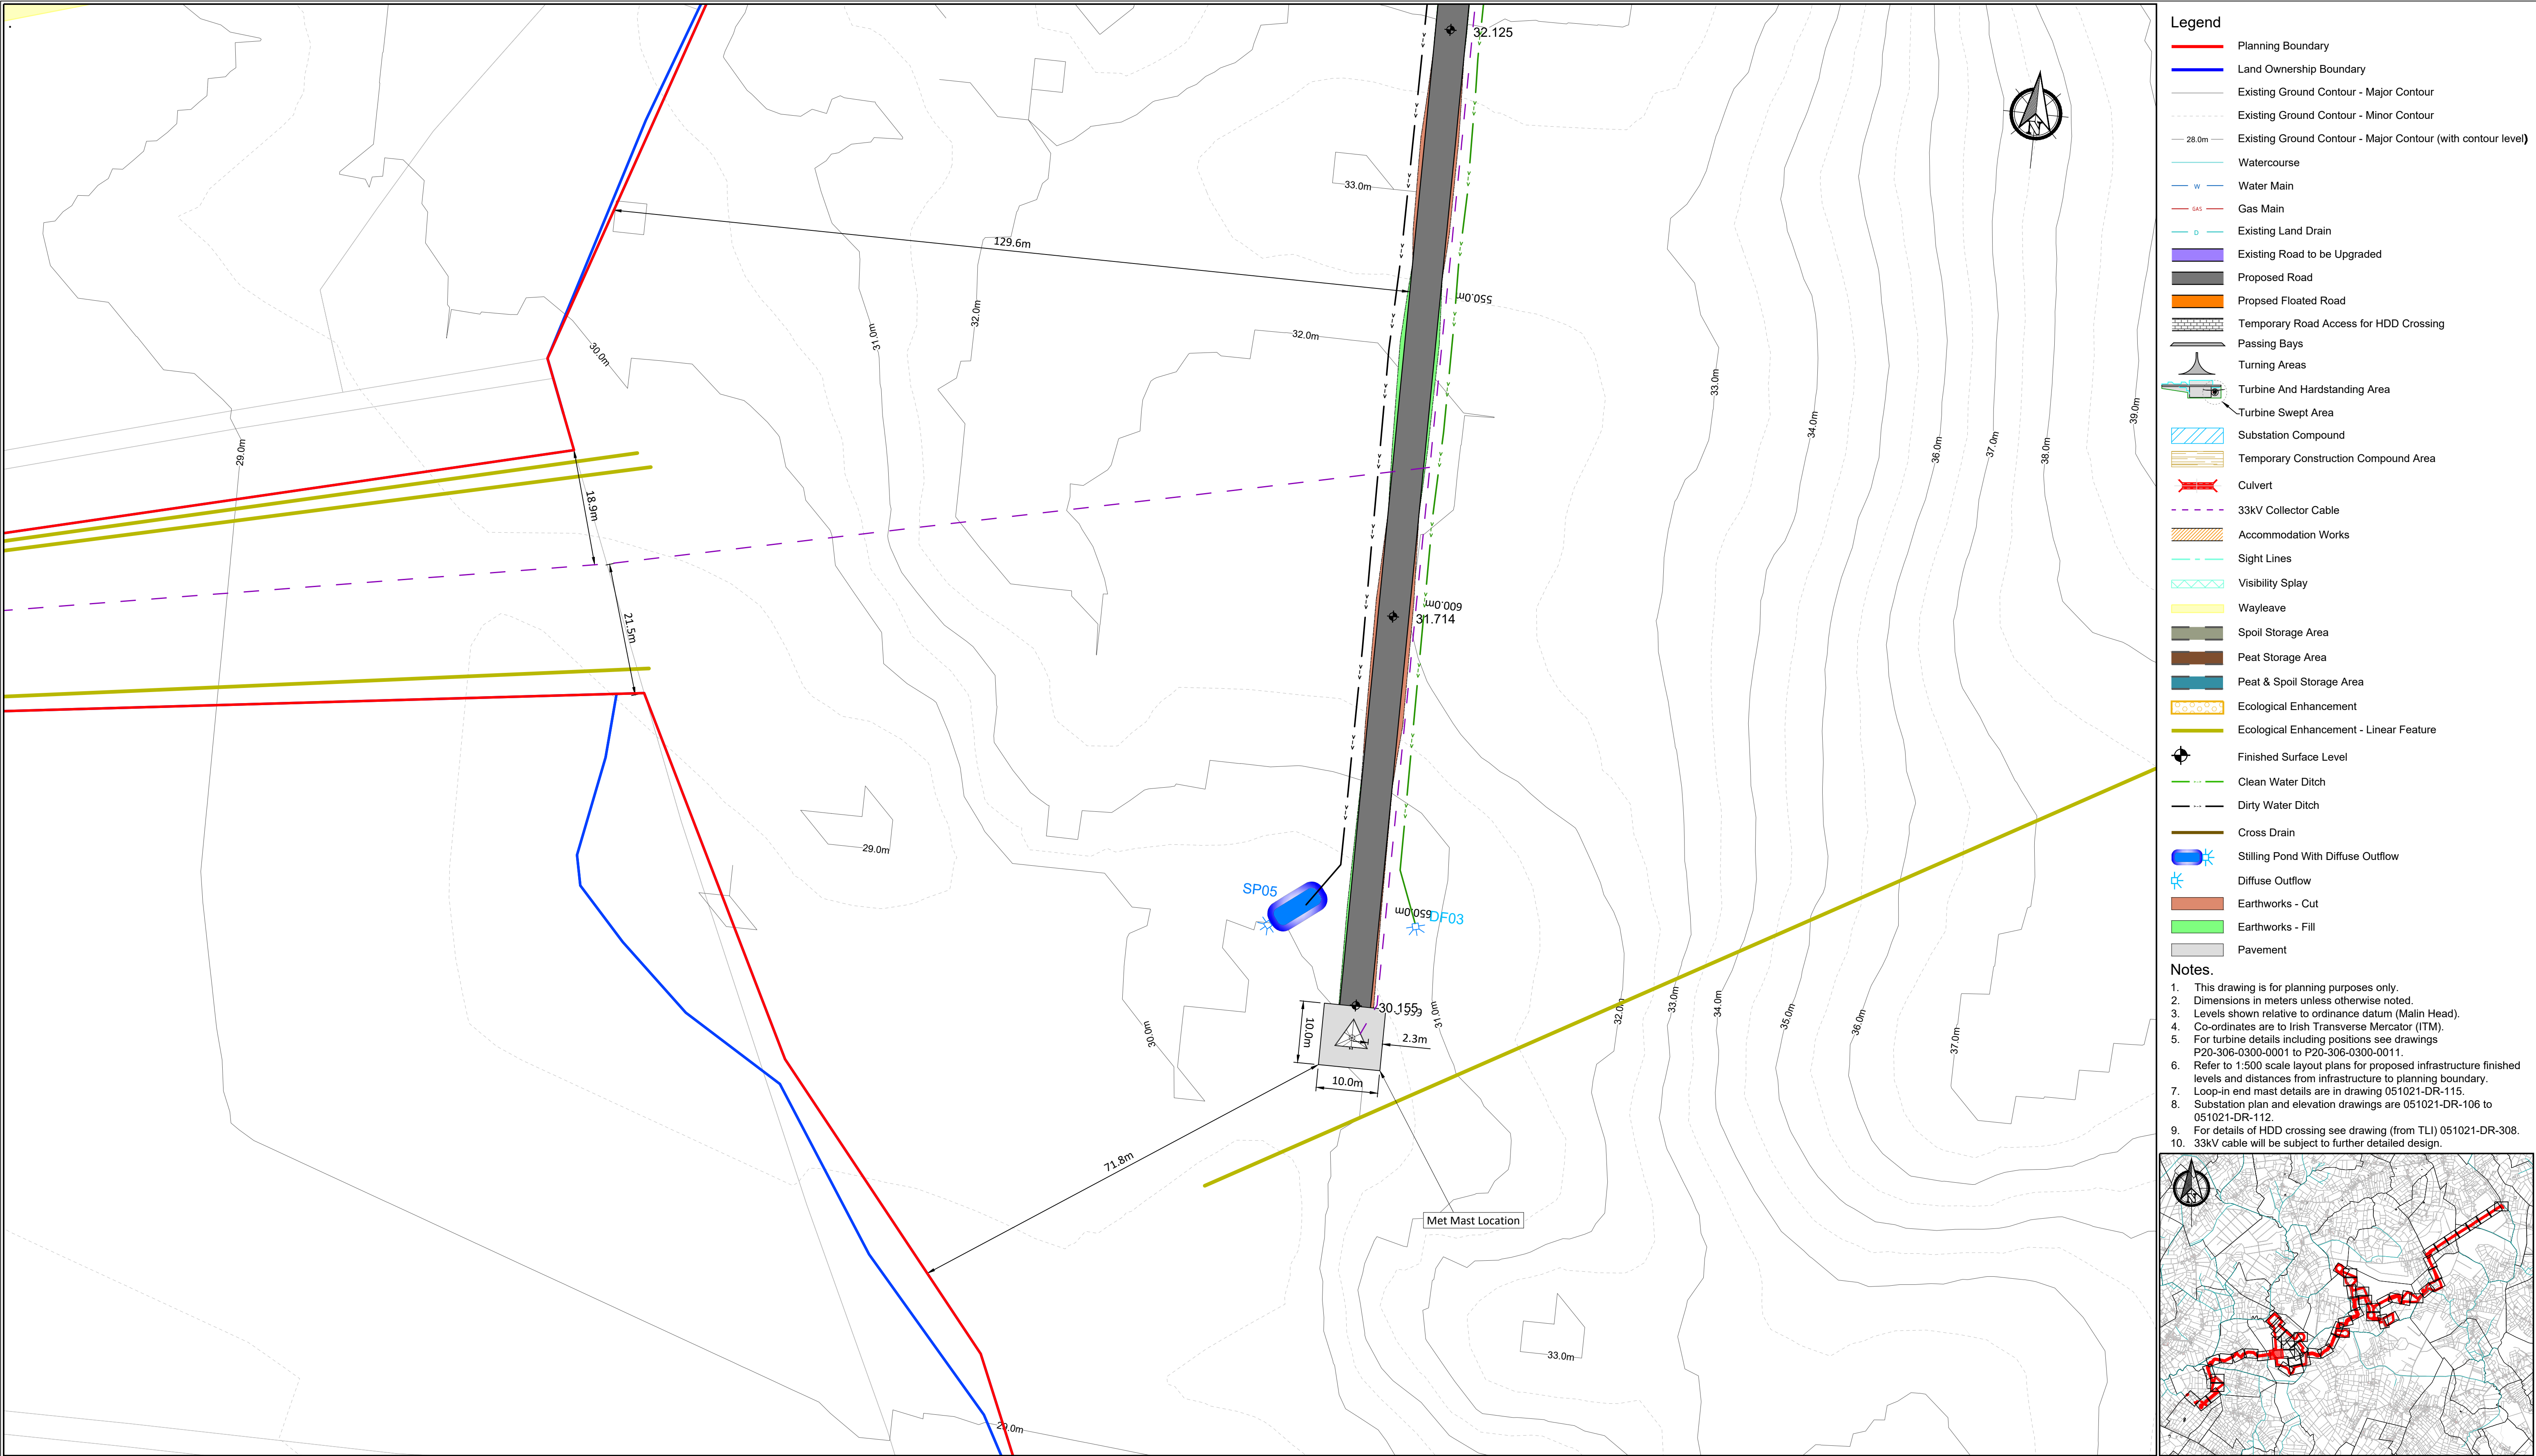 32.125
33.0m
129.6m
550.0m
32.0m
31.0m
32.0m
30.0m
33.0m
34.0m
36.0m
37.0m
38.0m
39.0m
29.0m
18.9m
21.5m
600.0m
31.714
29.0m
SP05
650.0m
DF03
30.155
10.0m
2.3m
10.0m
30.0m
31.0m
32.0m
33.0m
34.0m
35.0m
36.0m
37.0m
71.8m
Met Mast Location
33.0m
29.0m
Legend
Planning Boundary
Land Ownership Boundary
Existing Ground Contour - Major Contour
Existing Ground Contour - Minor Contour
28.0m Existing Ground Contour - Major Contour (with contour level)
Watercourse
W Water Main
GAS Gas Main
D Existing Land Drain
Existing Road to be Upgraded
Proposed Road
Propsed Floated Road
Temporary Road Access for HDD Crossing
Passing Bays
Turning Areas
Turbine And Hardstanding Area
Turbine Swept Area
Substation Compound
Temporary Construction Compound Area
Culvert
33kV Collector Cable
Accommodation Works
Sight Lines
Visibility Splay
Wayleave
Spoil Storage Area
Peat Storage Area
Peat & Spoil Storage Area
Ecological Enhancement
Ecological Enhancement - Linear Feature
Finished Surface Level
Clean Water Ditch
Dirty Water Ditch
Cross Drain
Stilling Pond With Diffuse Outflow
Diffuse Outflow
Earthworks - Cut
Earthworks - Fill
Pavement
Notes.
1. This drawing is for planning purposes only.
2. Dimensions in meters unless otherwise noted.
3. Levels shown relative to ordinance datum (Malin Head).
4. Co-ordinates are to Irish Transverse Mercator (ITM).
5. For turbine details including positions see drawings
P20-306-0300-0001 to P20-306-0300-0011.
6. Refer to 1:500 scale layout plans for proposed infrastructure finished
levels and distances from infrastructure to planning boundary.
7. Loop-in end mast details are in drawing 051021-DR-115.
8. Substation plan and elevation drawings are 051021-DR-106 to
051021-DR-112.
9. For details of HDD crossing see drawing (from TLI) 051021-DR-308.
10. 33kV cable will be subject to further detailed design.
N
N